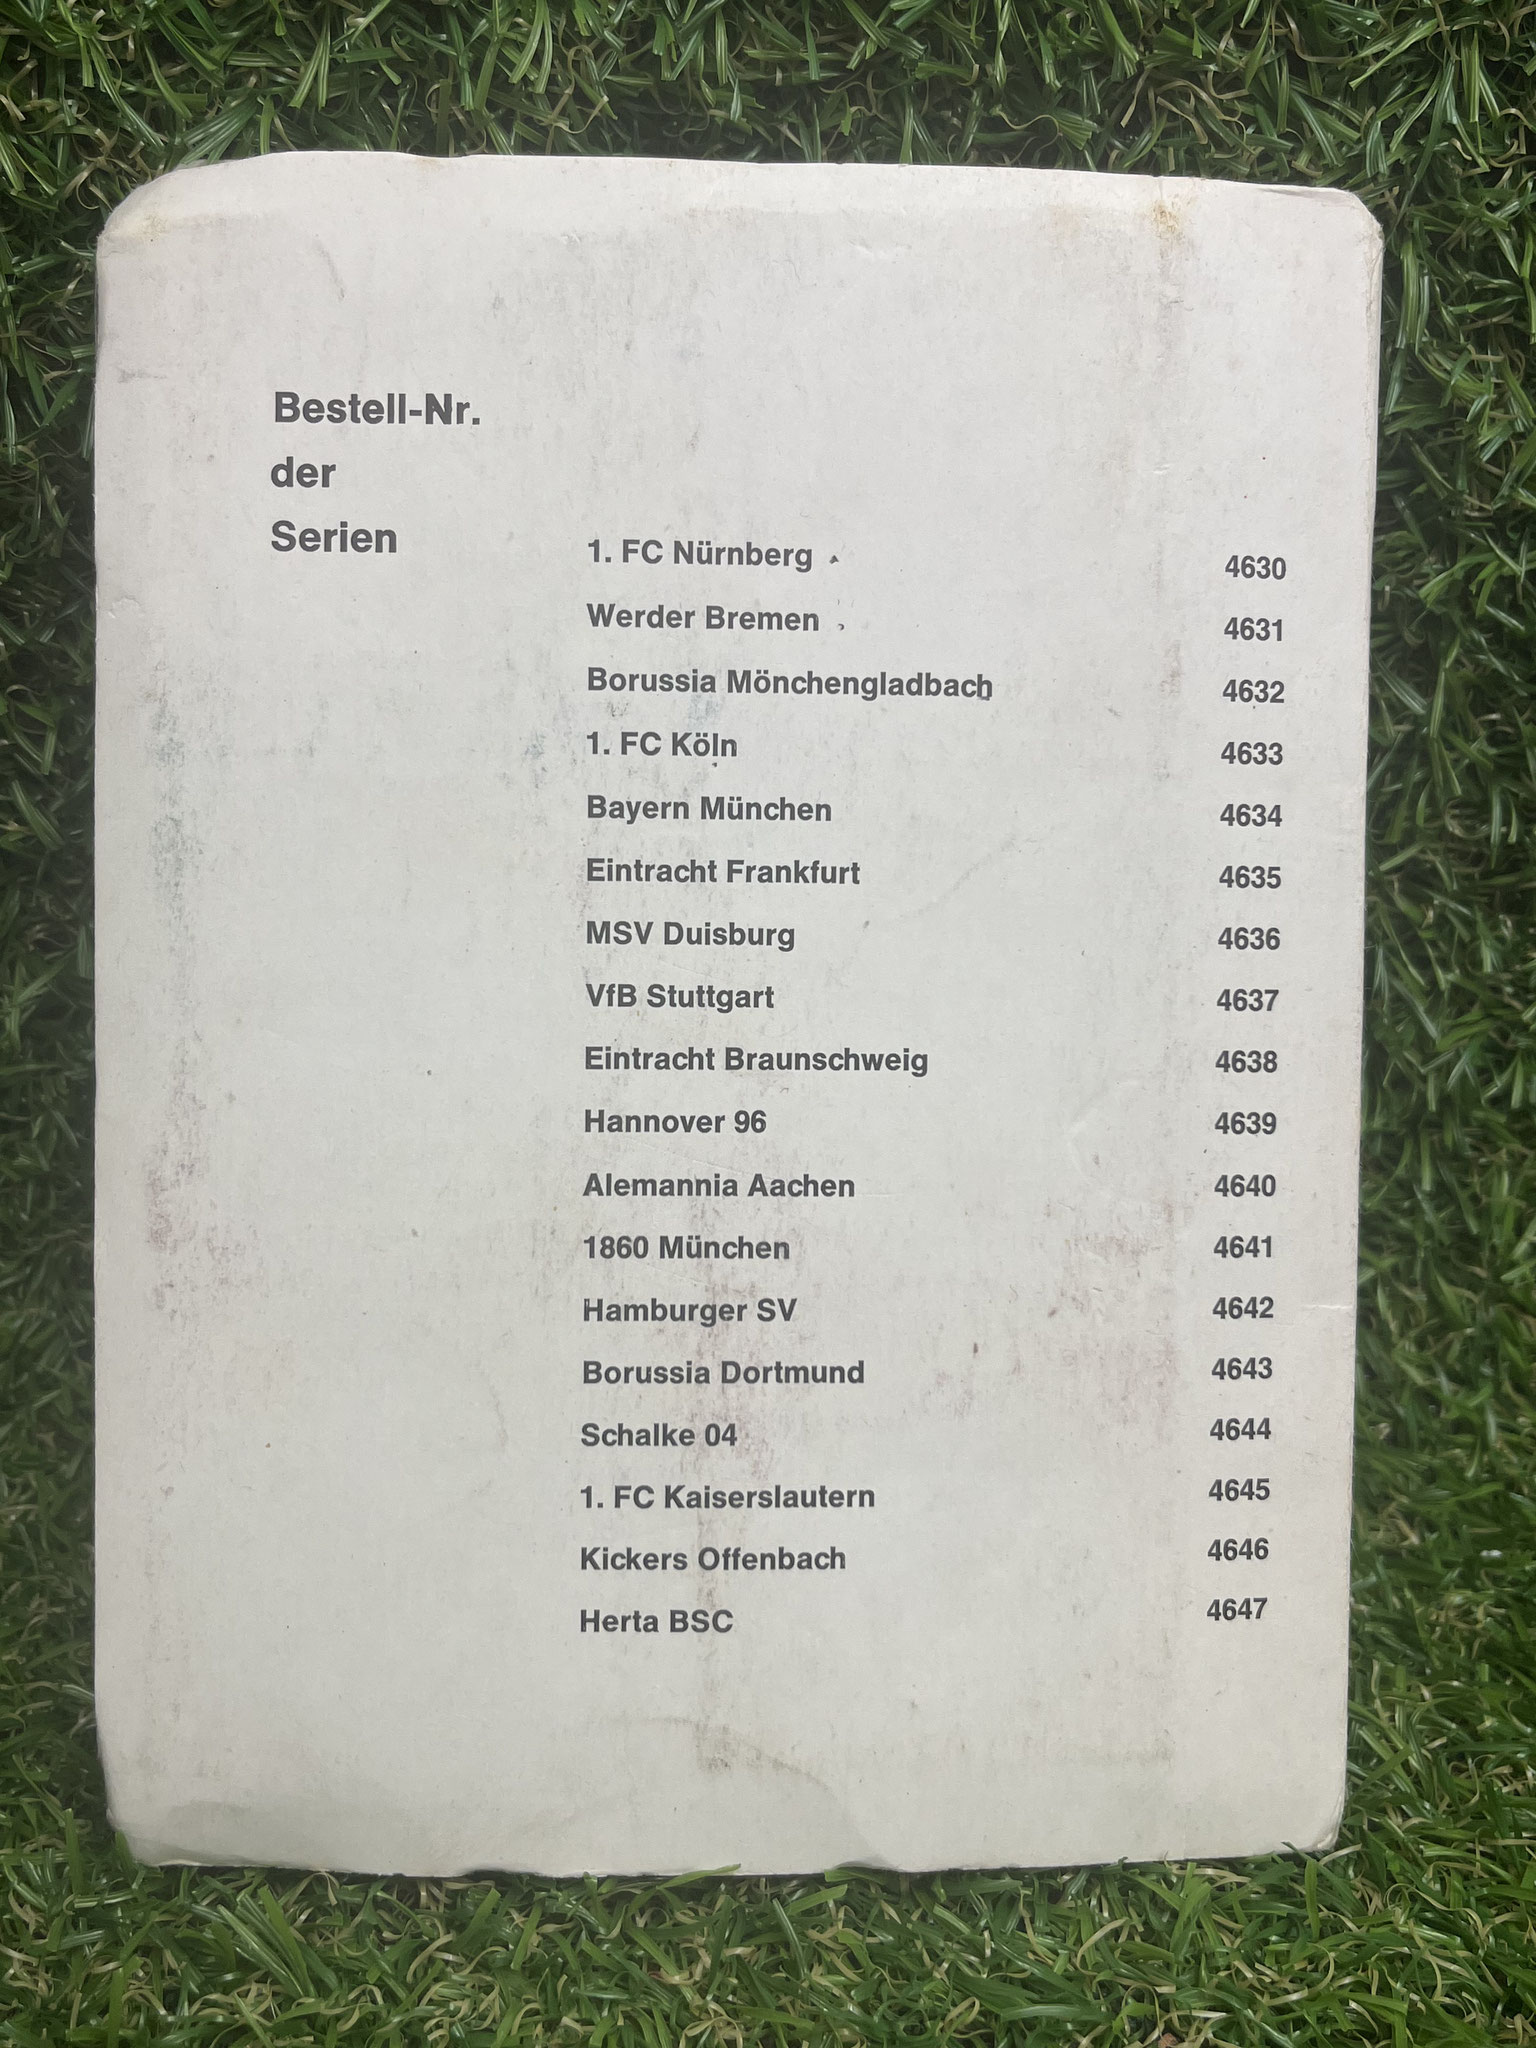 Bestell-Nr.
der
Serien
1. FC Nürnberg 4630
Werder Bremen 4631
Borussia Mönchengladbach 4632
1. FC Köln 4633
Bayern München 4634
Eintracht Frankfurt 4635
MSV Duisburg 4636
VfB Stuttgart 4637
Eintracht Braunschweig 4638
Hannover 96 4639
Alemannia Aachen 4640
1860 München 4641
Hamburger SV 4642
Borussia Dortmund 4643
Schalke 04 4644
1. FC Kaiserslautern 4645
Kickers Offenbach 4646
Herta BSC 4647